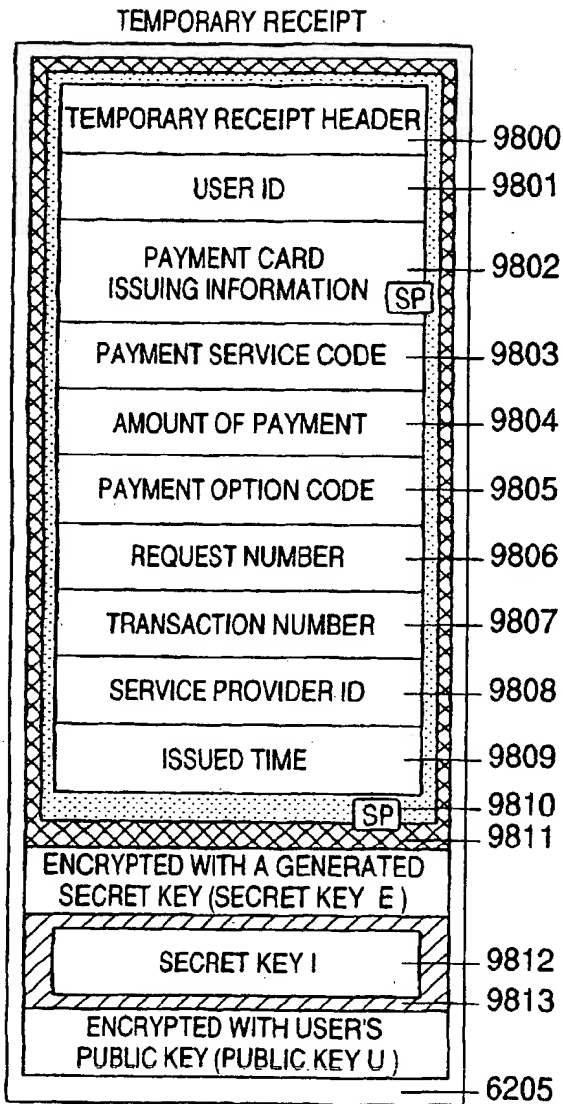 TEMPORARY RECEIPT
TEMPORARY RECEIPT HEADER
9800
USER ID
9801
PAYMENT CARD
ISSUING INFORMATION
9802
SP
PAYMENT SERVICE CODE
9803
AMOUNT OF PAYMENT
9804
PAYMENT OPTION CODE
9805
REQUEST NUMBER
9806
TRANSACTION NUMBER
9807
SERVICE PROVIDER ID
9808
ISSUED TIME
9809
SP
9810
9811
ENCRYPTED WITH A GENERATED
SECRET KEY (SECRET KEY E)
SECRET KEY I
9812
9813
ENCRYPTED WITH USER'S
PUBLIC KEY (PUBLIC KEY U)
6205